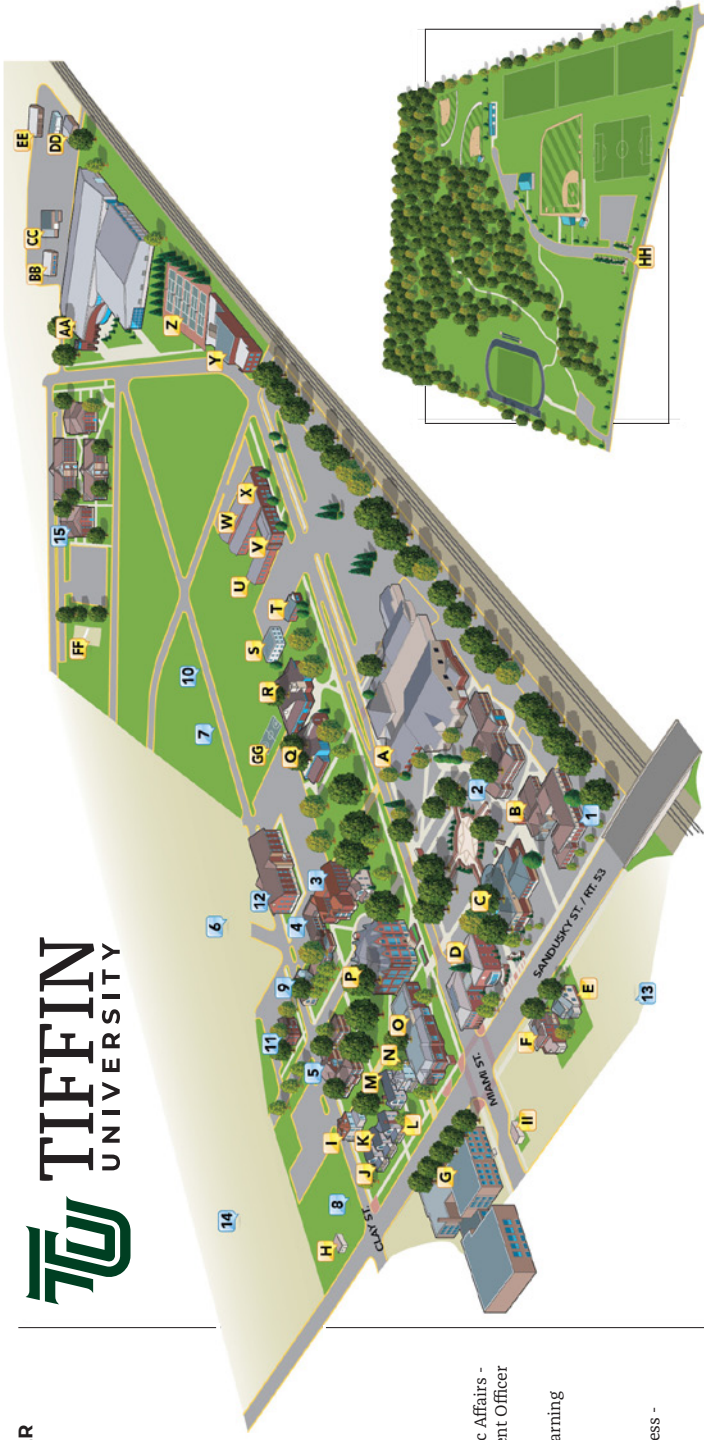 TIFFIN
UNIVERSITY
TU
R
c Affairs -
nt Officer
arning
ess -
EE
DD
CC
BB
AA
Z
Y
15
FF
X
W
V
U
T
S
R
GG
Q
10
7
A
2
B
1
C
D
12
3
4
6
9
P
11
5
O
N
M
L
I
K
J
8
H
14
G
II
F
E
13
HH
CLAY ST.
MIAMI ST.
SANDUSKY ST. / RT. 53